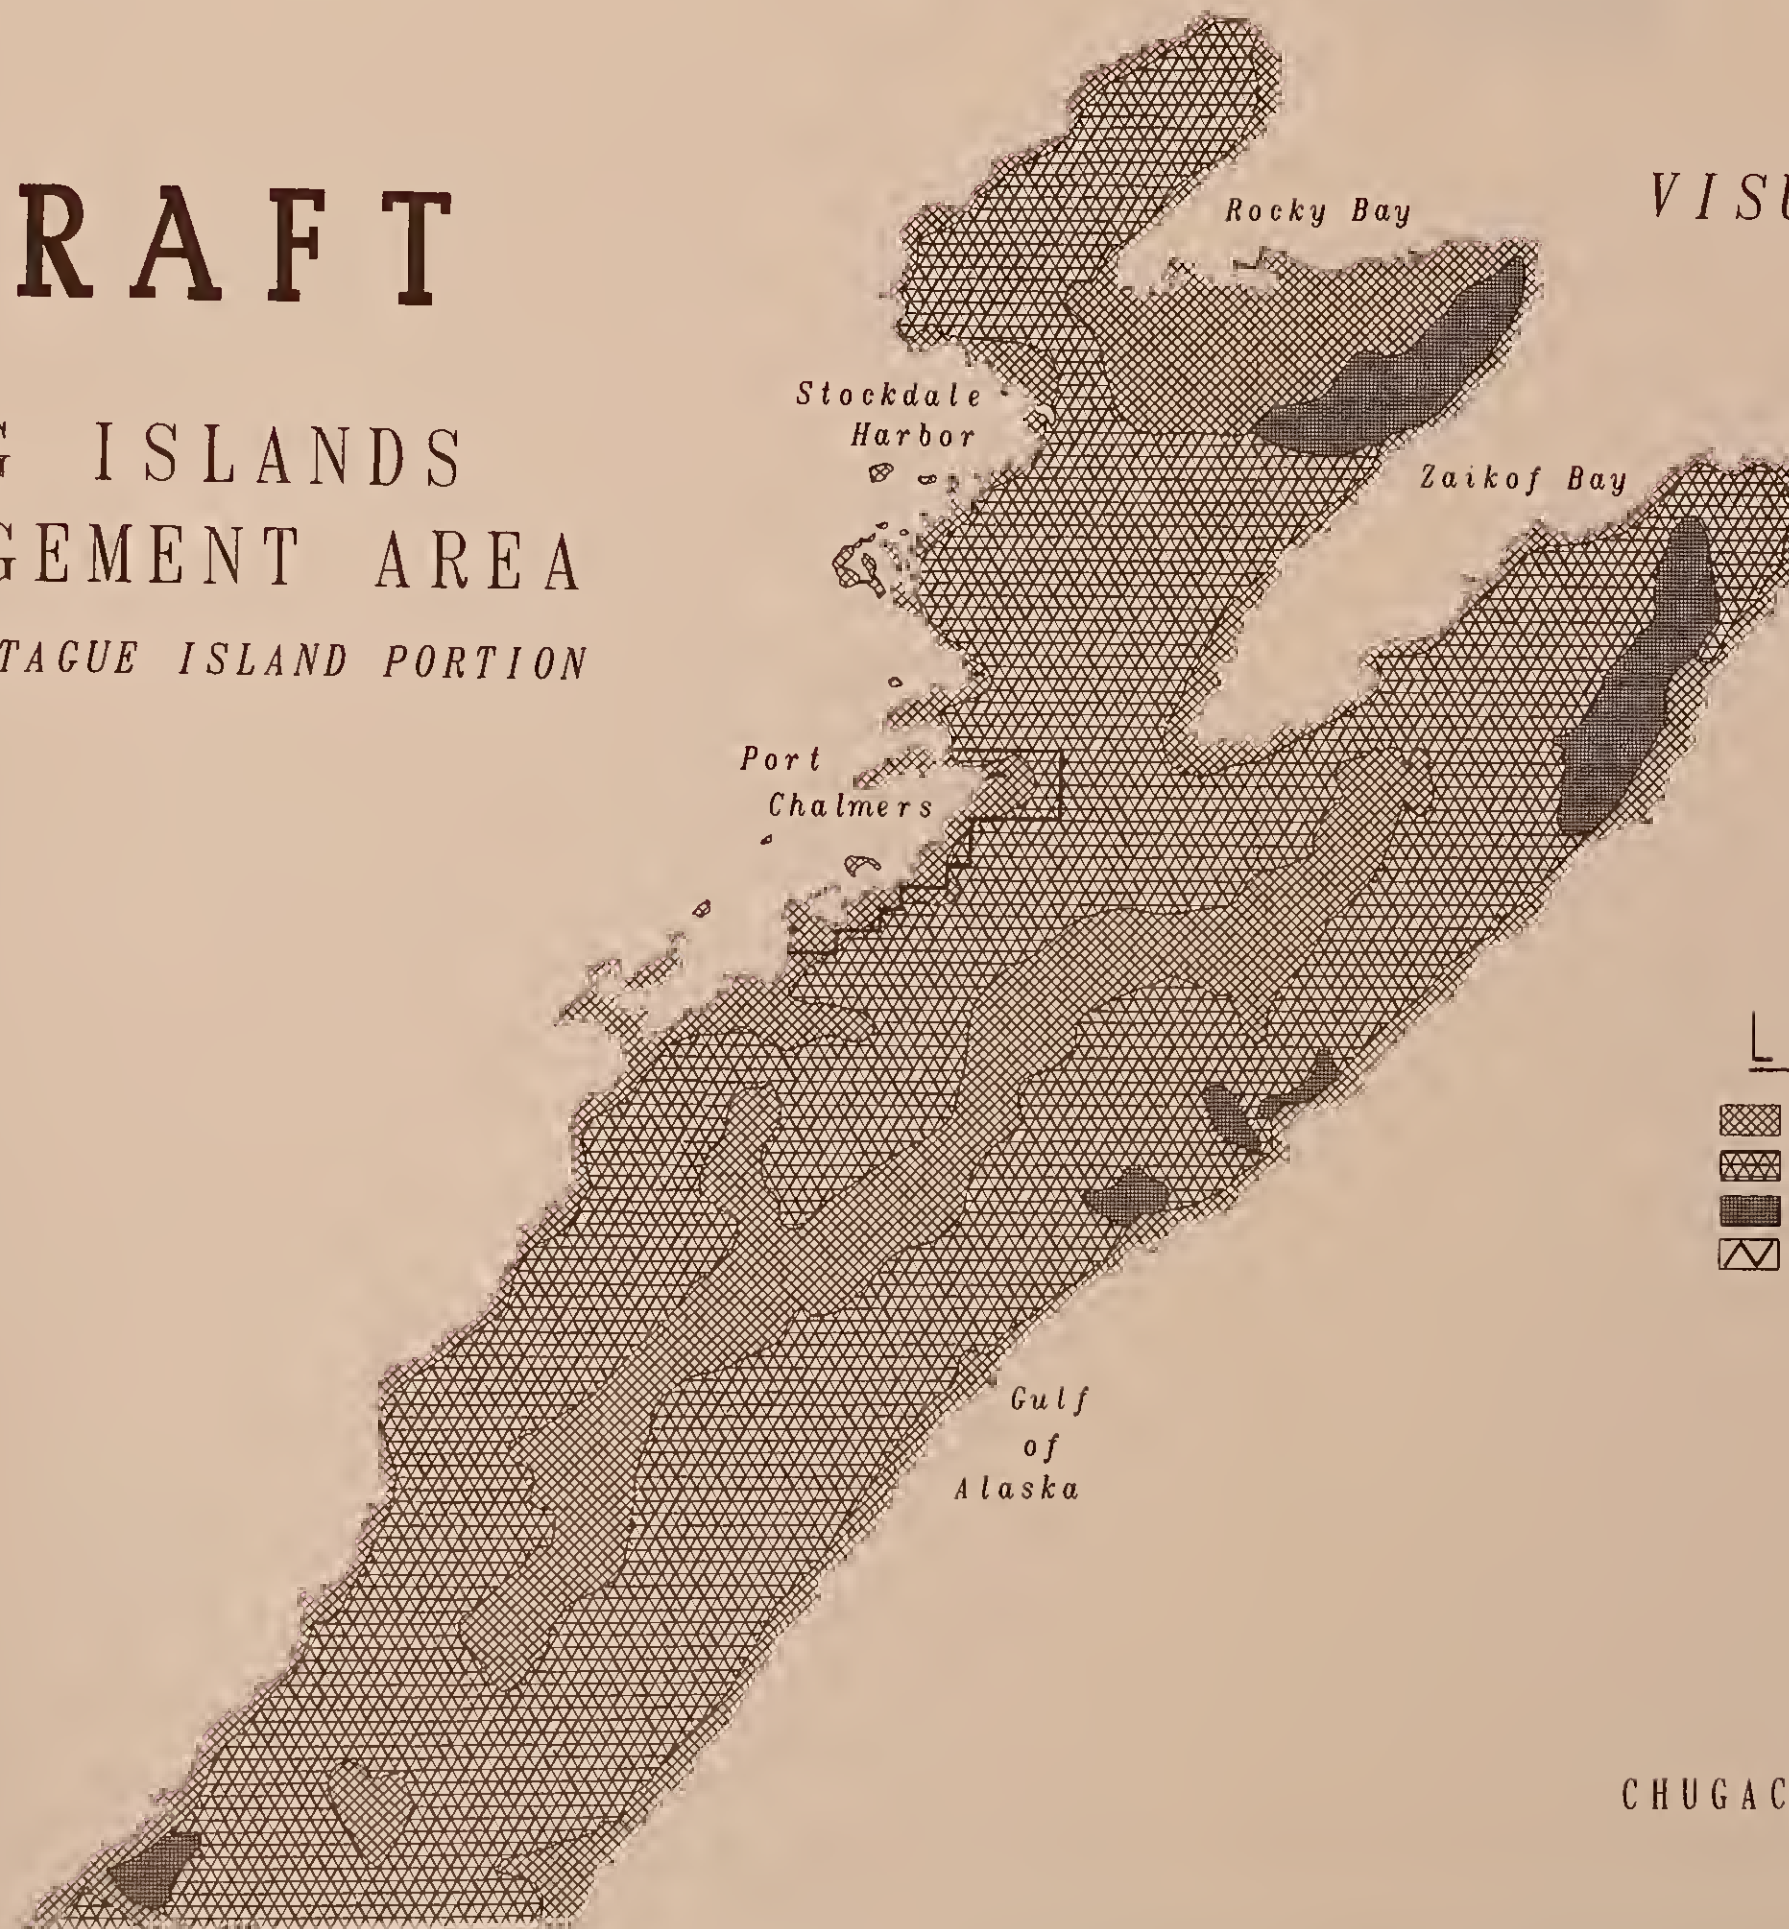 RAFT
G ISLANDS
GEMENT AREA
TAGUE ISLAND PORTION
Rocky Bay
VISU
Stockdale
Harbor
Zaikof Bay
Port
Chalmers
L
Gulf
of
Alaska
CHUGAC